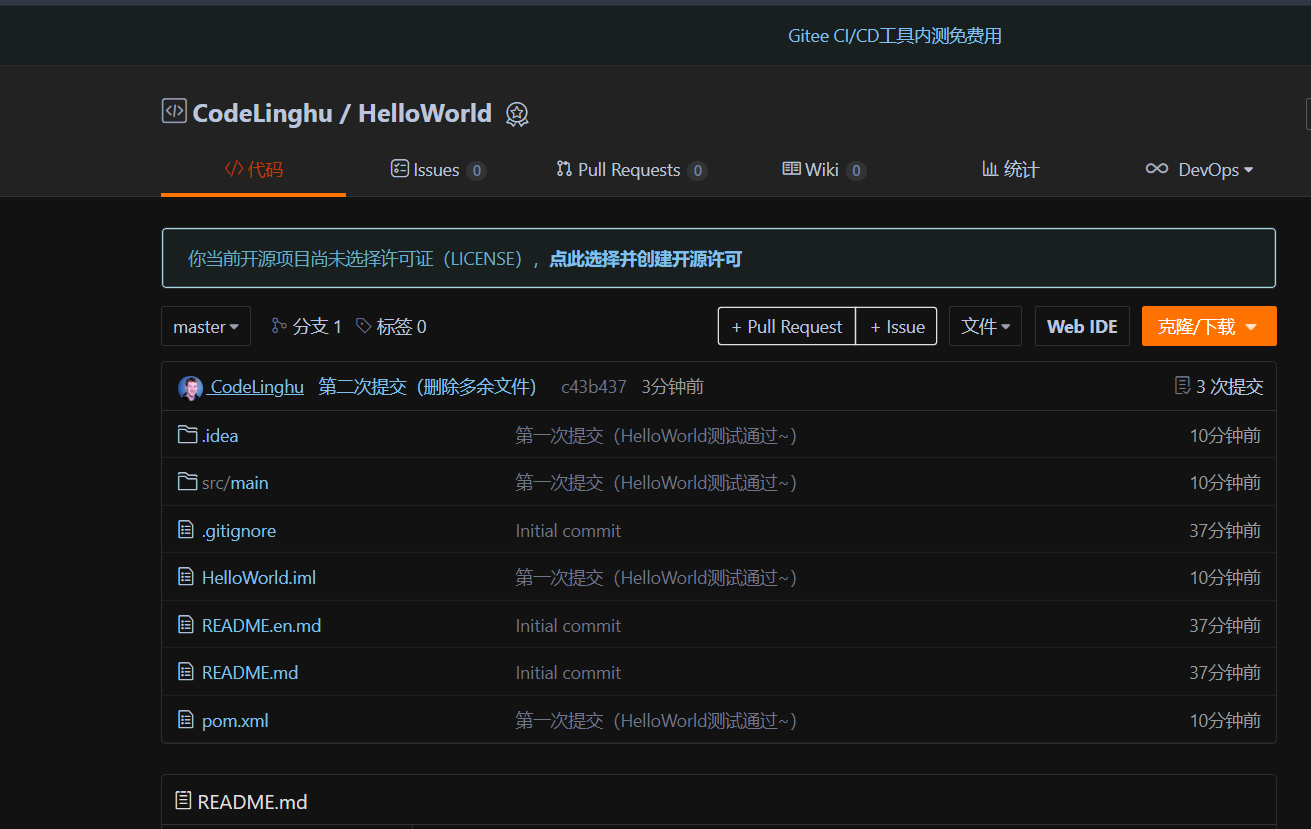 Gitee CI/CD工具内测免费用
CodeLinghu / HelloWorld
代码 Issues 0 Pull Requests 0 Wiki 0 统计 DevOps
你当前开源项目尚未选择许可证（LICENSE），点此选择并创建开源许可
master 分支 1 标签 0 + Pull Request + Issue 文件 Web IDE 克隆/下载
CodeLinghu 第二次提交（删除多余文件） c43b437 3分钟前 3 次提交
.idea 第一次提交（HelloWorld测试通过~） 10分钟前
src/main 第一次提交（HelloWorld测试通过~） 10分钟前
.gitignore Initial commit 37分钟前
HelloWorld.iml 第一次提交（HelloWorld测试通过~） 10分钟前
README.en.md Initial commit 37分钟前
README.md Initial commit 37分钟前
pom.xml 第一次提交（HelloWorld测试通过~） 10分钟前
README.md